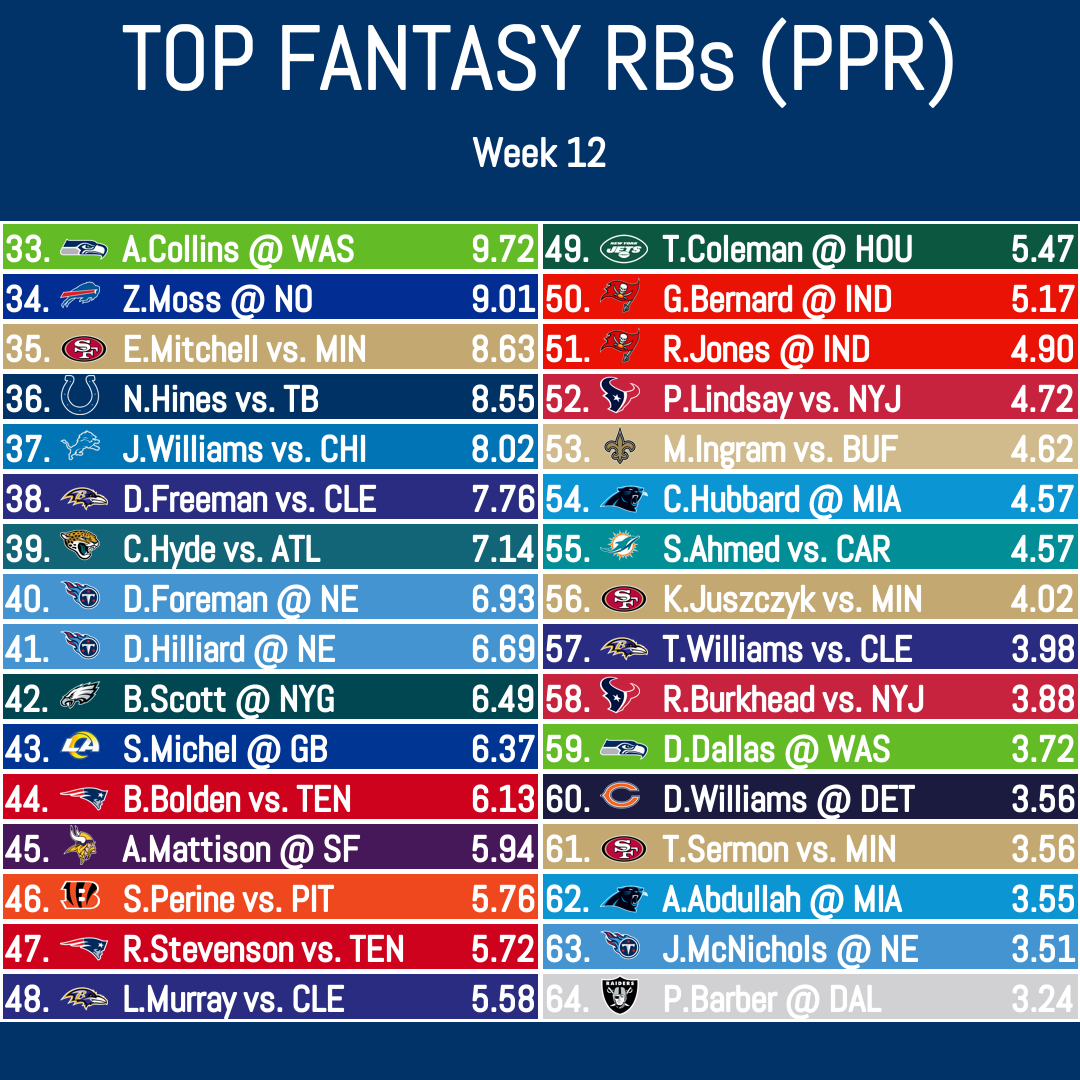 TOP FANTASY RBs (PPR)
Week 12
33. A.Collins @ WAS 9.72
34. Z.Moss @ NO 9.01
35. E.Mitchell vs. MIN 8.63
36. N.Hines vs. TB 8.55
37. J.Williams vs. CHI 8.02
38. D.Freeman vs. CLE 7.76
39. C.Hyde vs. ATL 7.14
40. D.Foreman @ NE 6.93
41. D.Hilliard @ NE 6.69
42. B.Scott @ NYG 6.49
43. S.Michel @ GB 6.37
44. B.Bolden vs. TEN 6.13
45. A.Mattison @ SF 5.94
46. S.Perine vs. PIT 5.76
47. R.Stevenson vs. TEN 5.72
48. L.Murray vs. CLE 5.58
49. NEW YORK JETS T.Coleman @ HOU 5.47
50. G.Bernard @ IND 5.17
51. R.Jones @ IND 4.90
52. P.Lindsay vs. NYJ 4.72
53. M.Ingram vs. BUF 4.62
54. C.Hubbard @ MIA 4.57
55. S.Ahmed vs. CAR 4.57
56. K.Juszczyk vs. MIN 4.02
57. T.Williams vs. CLE 3.98
58. R.Burkhead vs. NYJ 3.88
59. D.Dallas @ WAS 3.72
60. D.Williams @ DET 3.56
61. T.Sermon vs. MIN 3.56
62. A.Abdullah @ MIA 3.55
63. J.McNichols @ NE 3.51
64. RAIDERS P.Barber @ DAL 3.24